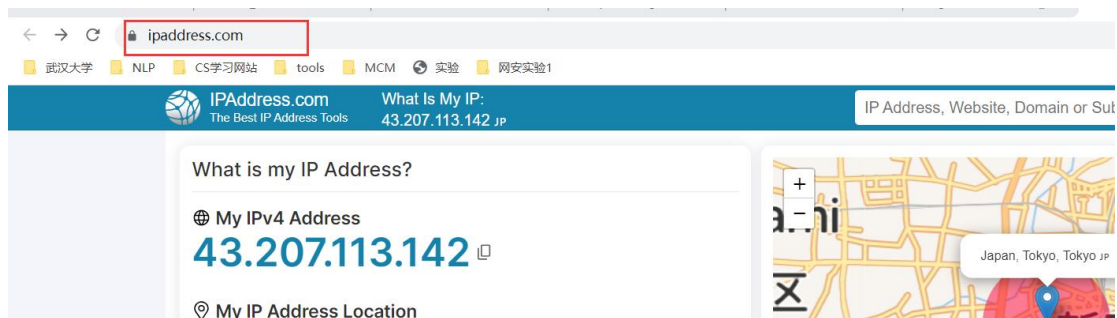 ipaddress.com
武汉大学 NLP CS学习网站 tools MCM 实验 网安实验1
IPAddress.com
The Best IP Address Tools
What Is My IP:
43.207.113.142 JP
IP Address, Website, Domain or Sub
What is my IP Address?
My IPv4 Address
43.207.113.142
My IP Address Location
+
-
Japan, Tokyo, Tokyo JP
区